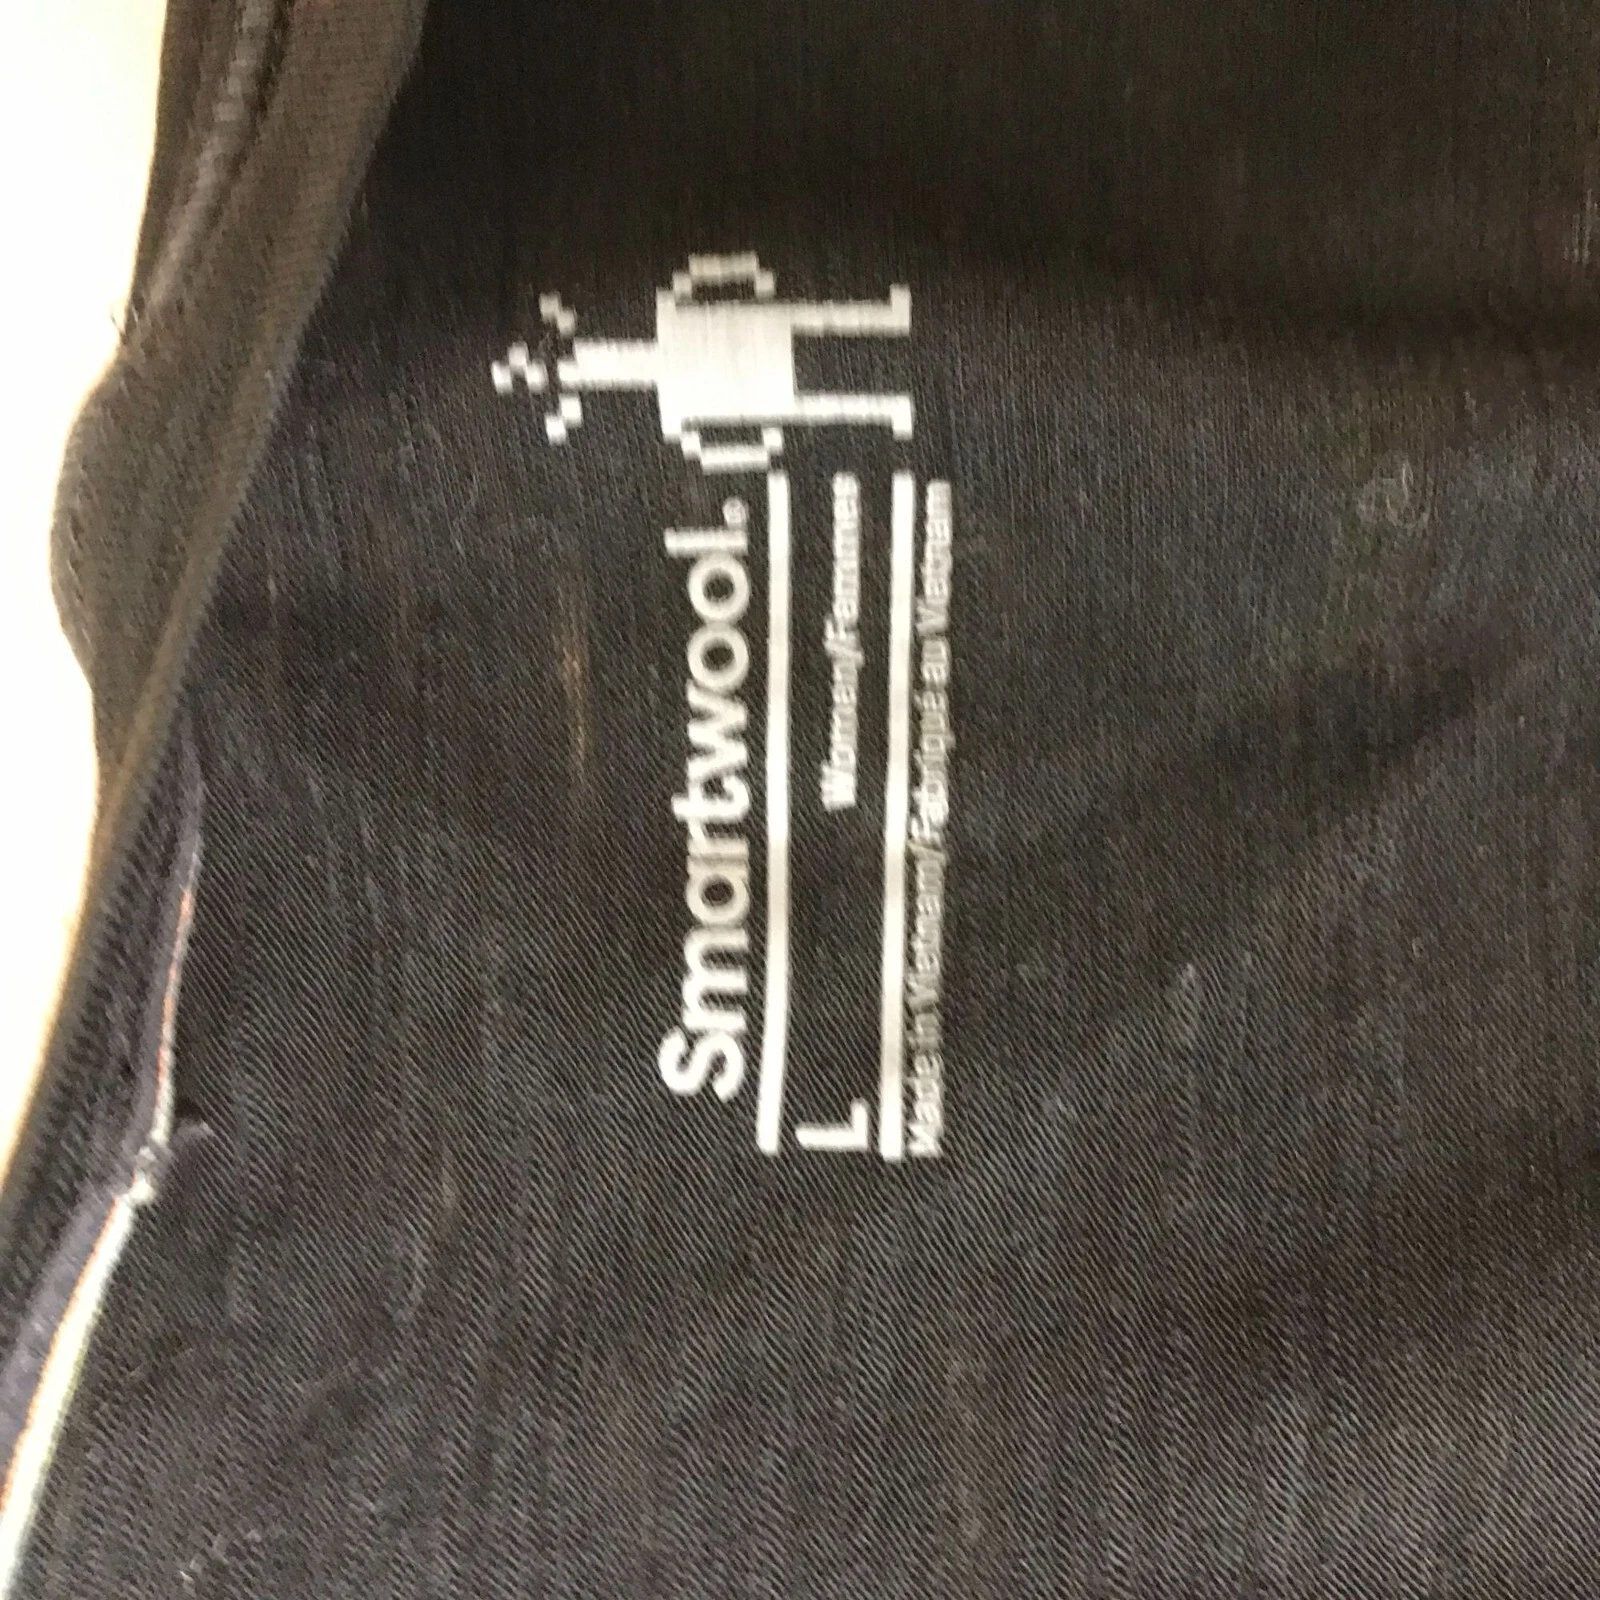 Smartwool®
L Women/Femmes
Made in Vietnam/Fabriqué au Vietnam